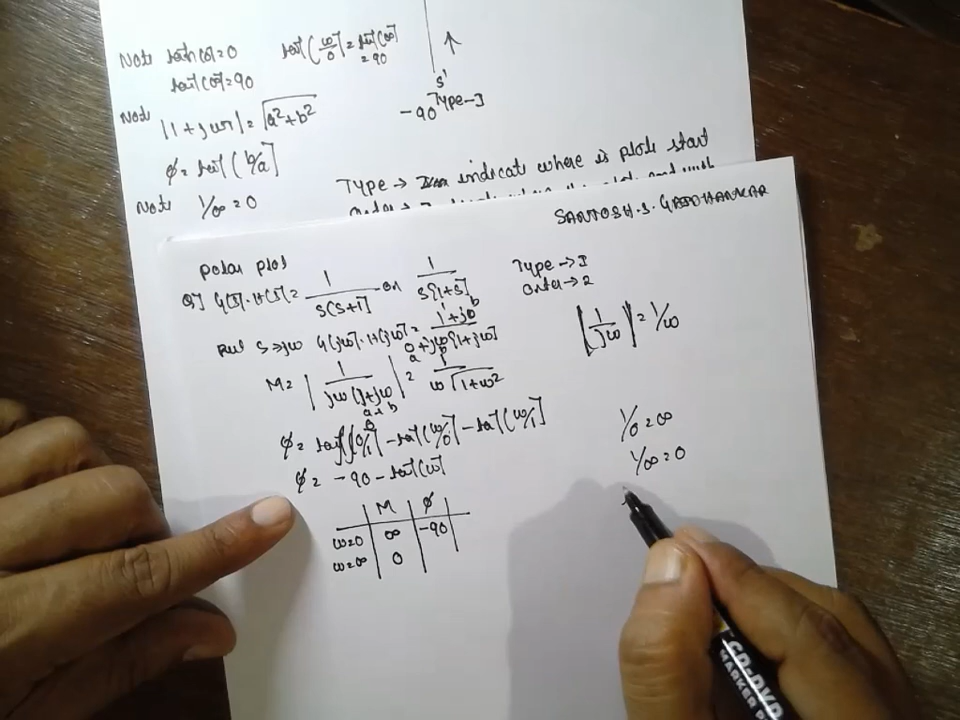 Note tan⁻¹(0)=0 tan⁻¹(∞/0)=tan⁻¹(∞)
=90
tan⁻¹(∞)=90
S¹
Note |1+jω|=√a²+b²
-90 Type-I
φ=tan⁻¹(b/a)
Type → indicate where is plots start
Note 1/∞=0
SANTOSH.S.
Polar plot
Q] G(s).H(s)= 1/s(s+1) or 1/s[1+s]
Type → I
Order → 2
Put s→jω G(jω).H(jω)= 1+j0/0+jω[1+jω]
a b
|1/jω|=1/ω
M= |1/jω(1+jω)| = 1/ω√1+ω²
a + b
φ= tan⁻¹(0/1)-tan⁻¹(ω/0)-tan⁻¹(ω/1)
1/0=∞
φ= -90-tan⁻¹(ω)
1/∞=0
M φ
ω=0 ∞ -90
ω=∞ 0
MARKER